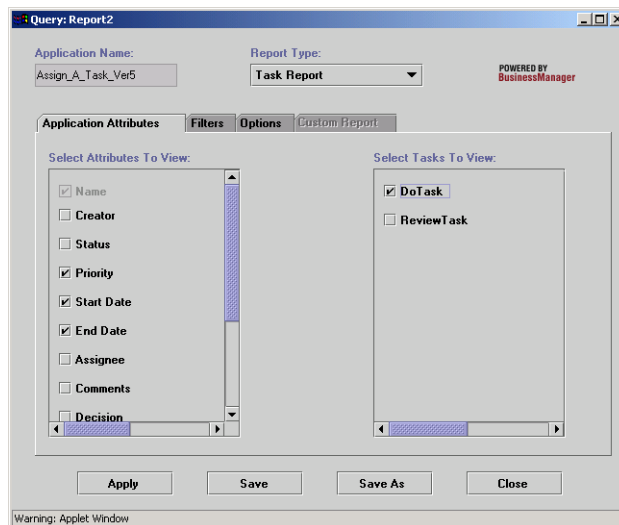 Query: Report2
Application Name:
Report Type:
Assign_A_Task_Ver5
Task Report
POWERED BY
BusinessManager
Application Attributes
Filters
Options
Custom Report
Select Attributes To View:
Select Tasks To View:
Name
Creator
Status
Priority
Start Date
End Date
Assignee
Comments
Decision
DoTask
ReviewTask
Apply
Save
Save As
Close
Warning: Applet Window